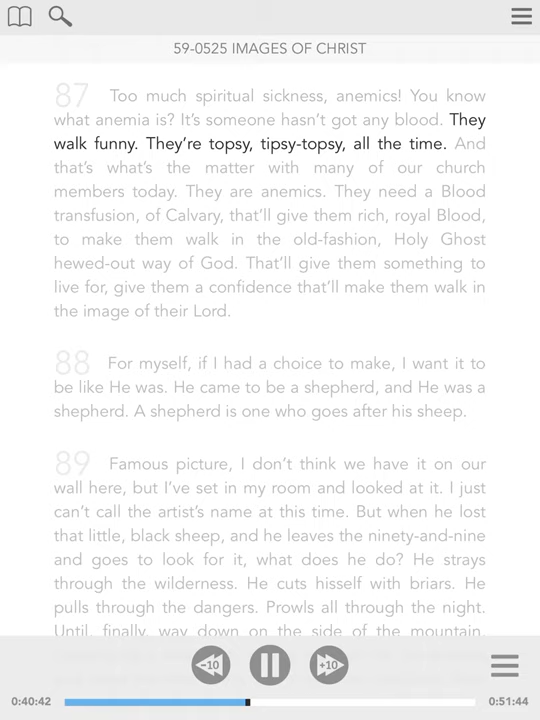 59-0525 IMAGES OF CHRIST
87 Too much spiritual sickness, anemics! You know
what anemia is? It's someone hasn't got any blood. They
walk funny. They're topsy, tipsy-topsy, all the time. And
that's what's the matter with many of our church
members today. They are anemics. They need a Blood
transfusion, of Calvary, that'll give them rich, royal Blood,
to make them walk in the old-fashion, Holy Ghost
hewed-out way of God. That'll give them something to
live for, give them a confidence that'll make them walk in
the image of their Lord.
88 For myself, if I had a choice to make, I want it to
be like He was. He came to be a shepherd, and He was a
shepherd. A shepherd is one who goes after his sheep.
89 Famous picture, I don't think we have it on our
wall here, but I've set in my room and looked at it. I just
can't call the artist's name at this time. But when he lost
that little, black sheep, and he leaves the ninety-and-nine
and goes to look for it, what does he do? He strays
through the wilderness. He cuts hisself with briars. He
pulls through the dangers. Prowls all through the night.
Until, finally, way down on the side of the mountain,
-10 +10
0:40:42 0:51:44